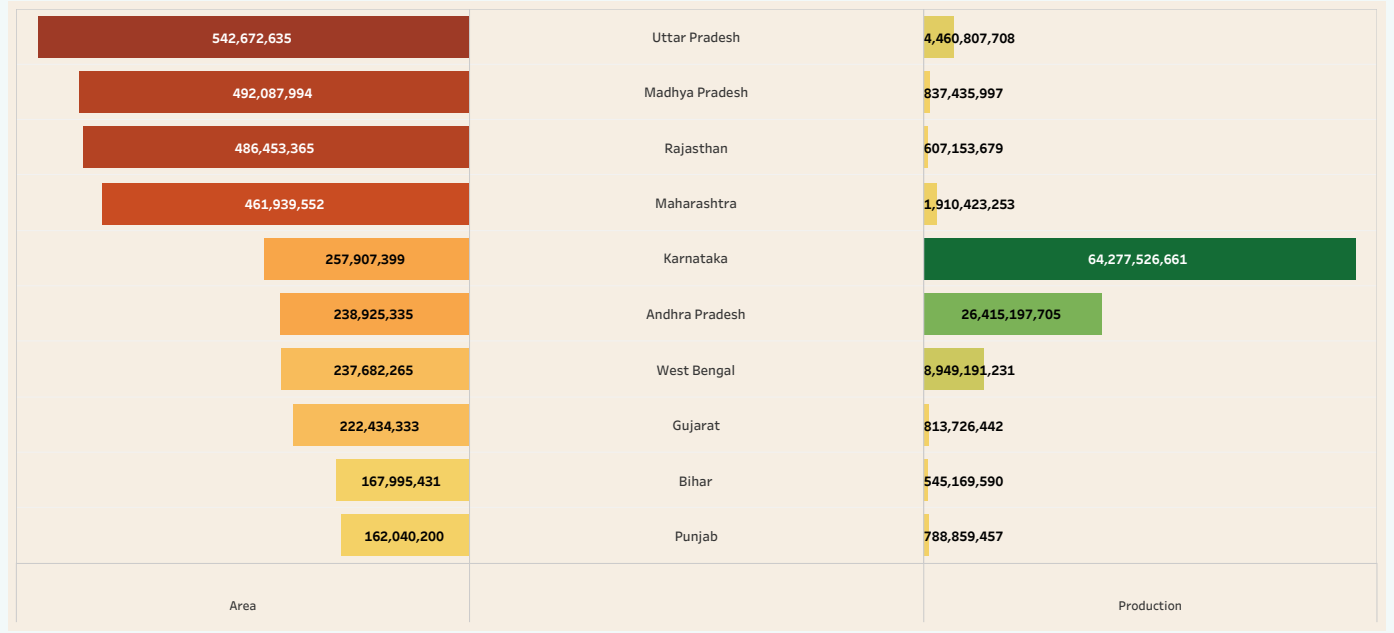 542,672,635 Uttar Pradesh 4,460,807,708
492,087,994 Madhya Pradesh 837,435,997
486,453,365 Rajasthan 607,153,679
461,939,552 Maharashtra 1,910,423,253
257,907,399 Karnataka 64,277,526,661
238,925,335 Andhra Pradesh 26,415,197,705
237,682,265 West Bengal 8,949,191,231
222,434,333 Gujarat 813,726,442
167,995,431 Bihar 545,169,590
162,040,200 Punjab 788,859,457
Area Production